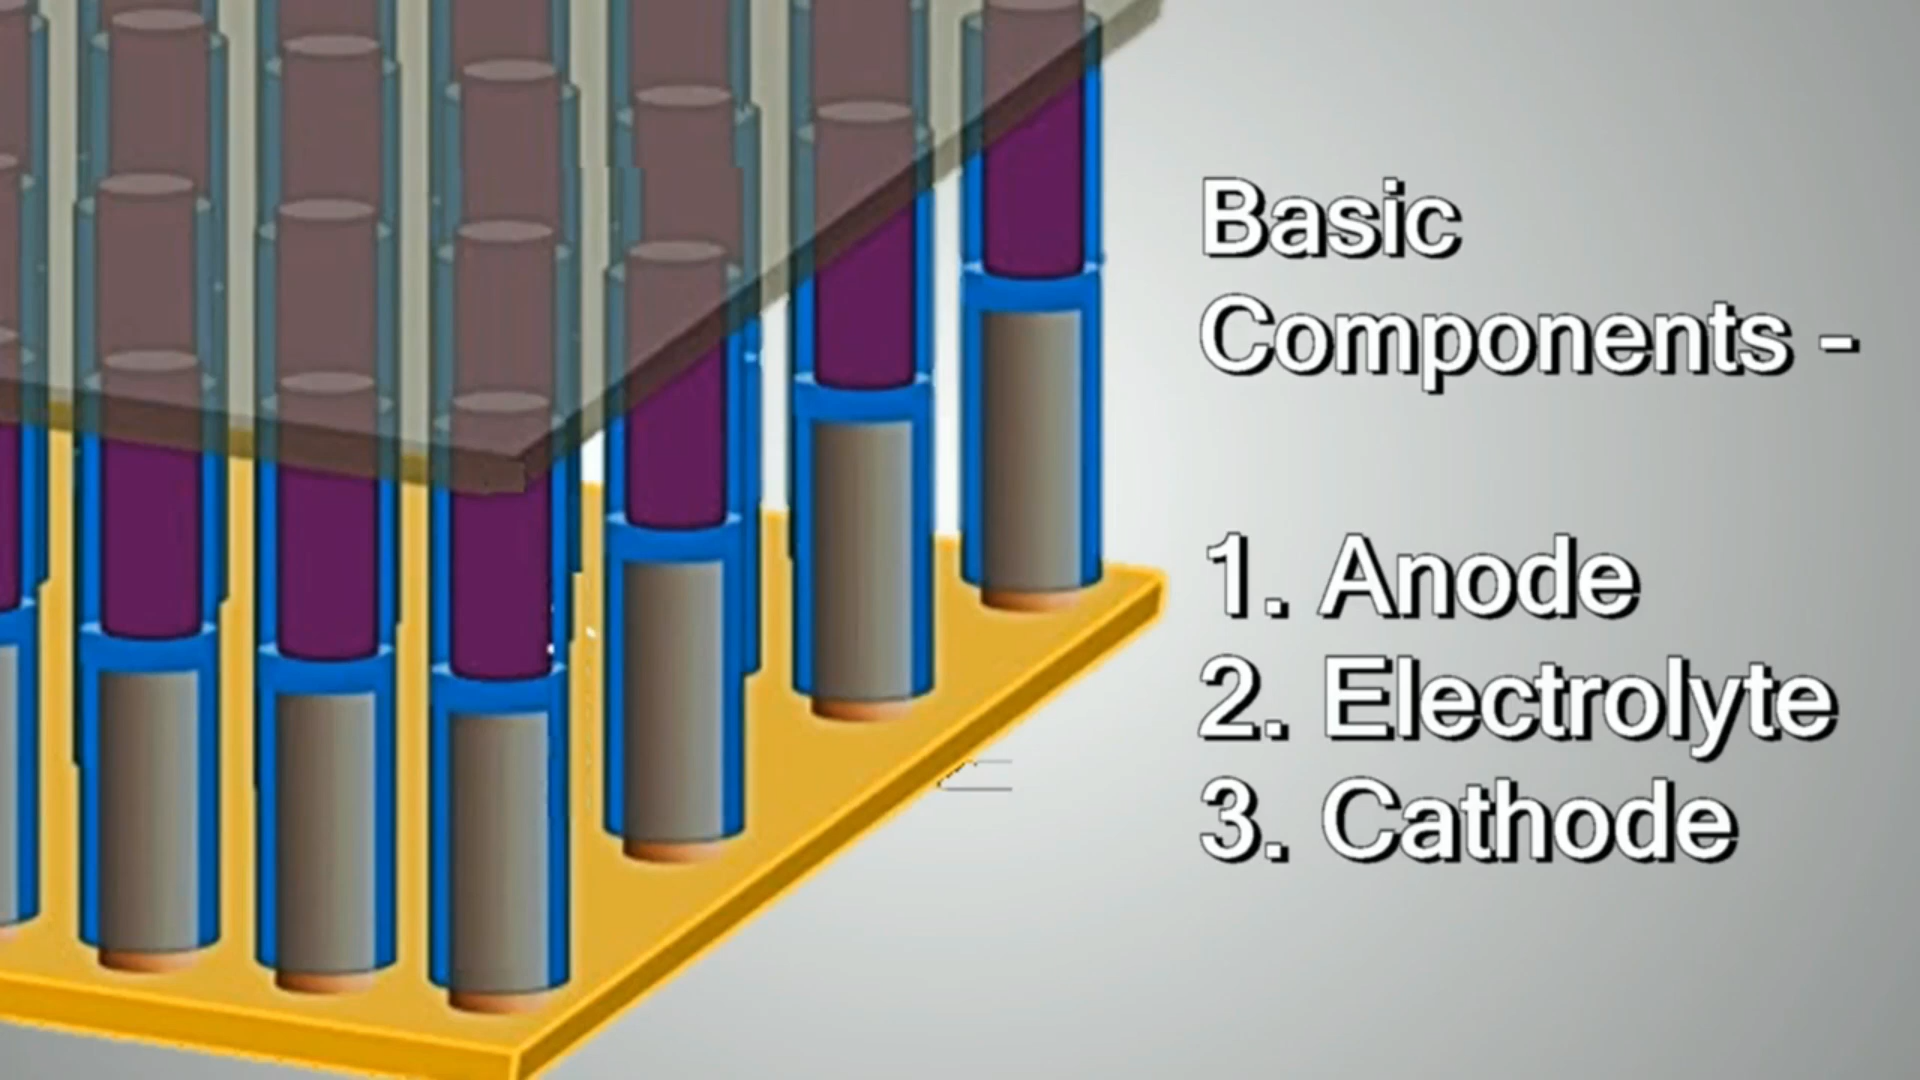 Basic
Components -
1. Anode
2. Electrolyte
3. Cathode